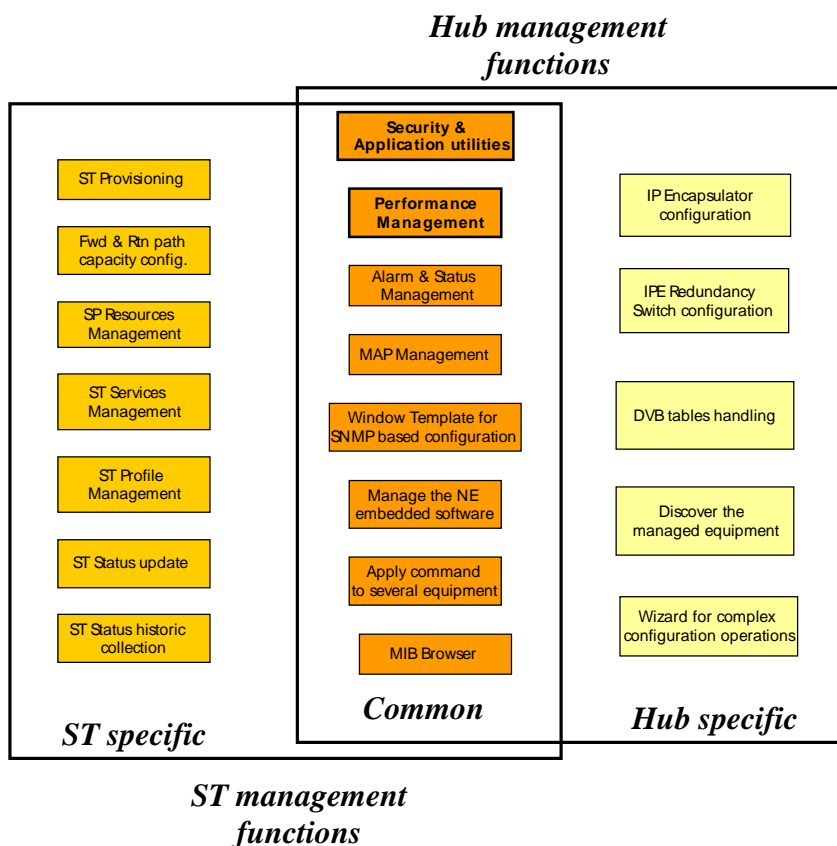 Hub management
functions
Security &
Application utilities
Performance
Management
Alarm & Status
Management
MAP Management
Window Template for
SNMP based configuration
Manage the NE
embedded software
Apply command
to several equipment
MIB Browser
Common
ST Provisioning
Fwd & Rtn path
capacity config.
SP Resources
Management
ST Services
Management
ST Profile
Management
ST Status update
ST Status historic
collection
ST specific
IP Encapsulator
configuration
IPE Redundancy
Switch configuration
DVB tables handling
Discover the
managed equipment
Wizard for complex
configuration operations
Hub specific
ST management
functions